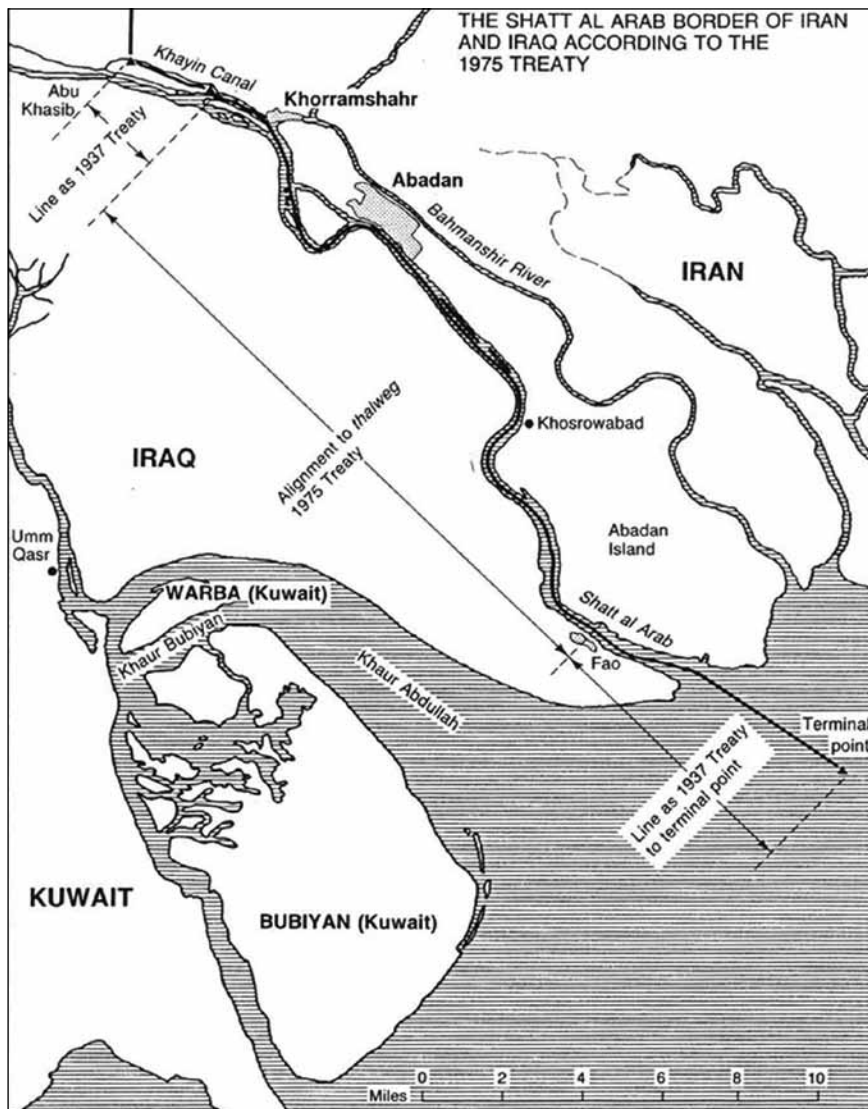 THE SHATT AL ARAB BORDER OF IRAN
AND IRAQ ACCORDING TO THE
1975 TREATY
Khayin Canal
Abu
Khasib
Khorramshahr
Line as 1937 Treaty
Abadan
Bahmanshir River
IRAN
Khosrowabad
Alignment to thalweg
1975 Treaty
IRAQ
Umm
Qasr
Abadan
Island
WARBA (Kuwait)
Khaur Bubiyan
Shatt al Arab
Fao
Khaur Abdullah
Terminal
point
Line as 1937 Treaty
to terminal point
KUWAIT
BUBIYAN (Kuwait)
0 2 4 6 8 10
Miles